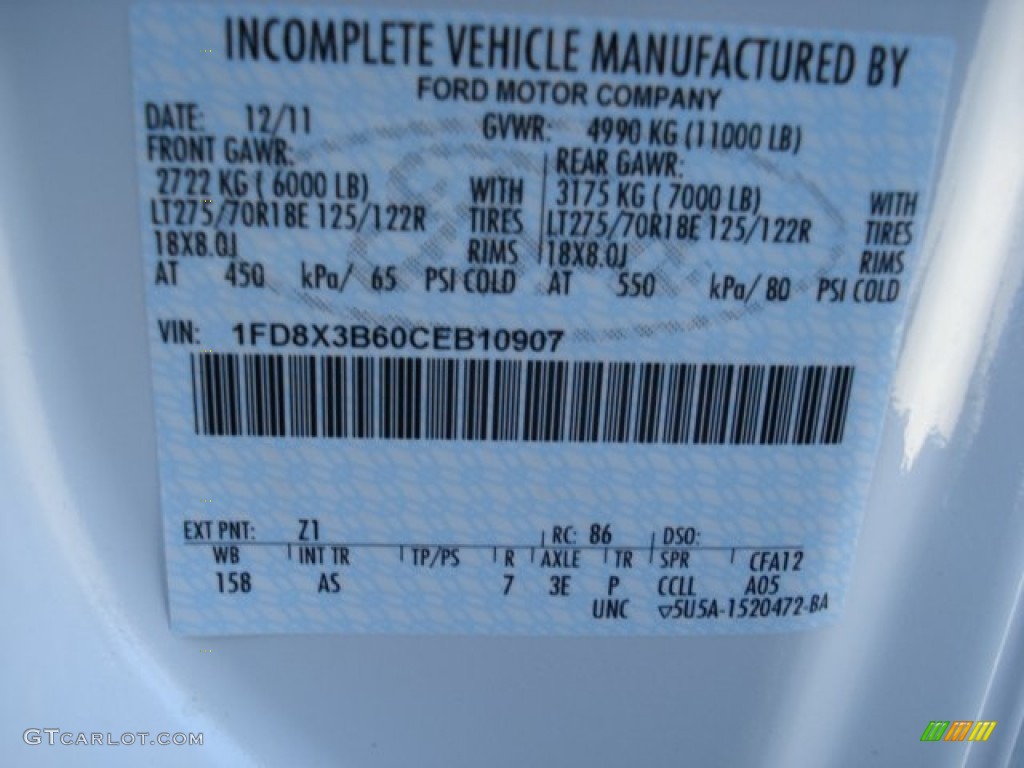 INCOMPLETE VEHICLE MANUFACTURED BY
FORD MOTOR COMPANY
DATE: 12/11 GVWR: 4990 KG (11000 LB)
FRONT GAWR: REAR GAWR:
2722 KG ( 6000 LB) WITH 3175 KG ( 7000 LB) WITH
LT275/70R18E 125/122R TIRES LT275/70R18E 125/122R TIRES
18X8.0J RIMS 18X8.0J RIMS
AT 450 kPa/ 65 PSI COLD AT 550 kPa/ 80 PSI COLD
VIN: 1FD8X3B60CEB10907
EXT PNT: Z1 RC: 86 DSO:
WB INT TR TP/PS R AXLE TR SPR CFA12
158 AS 7 3E P CCLL A05
UNC ▽5U5A-1520472-BA
GTCARLOT.COM